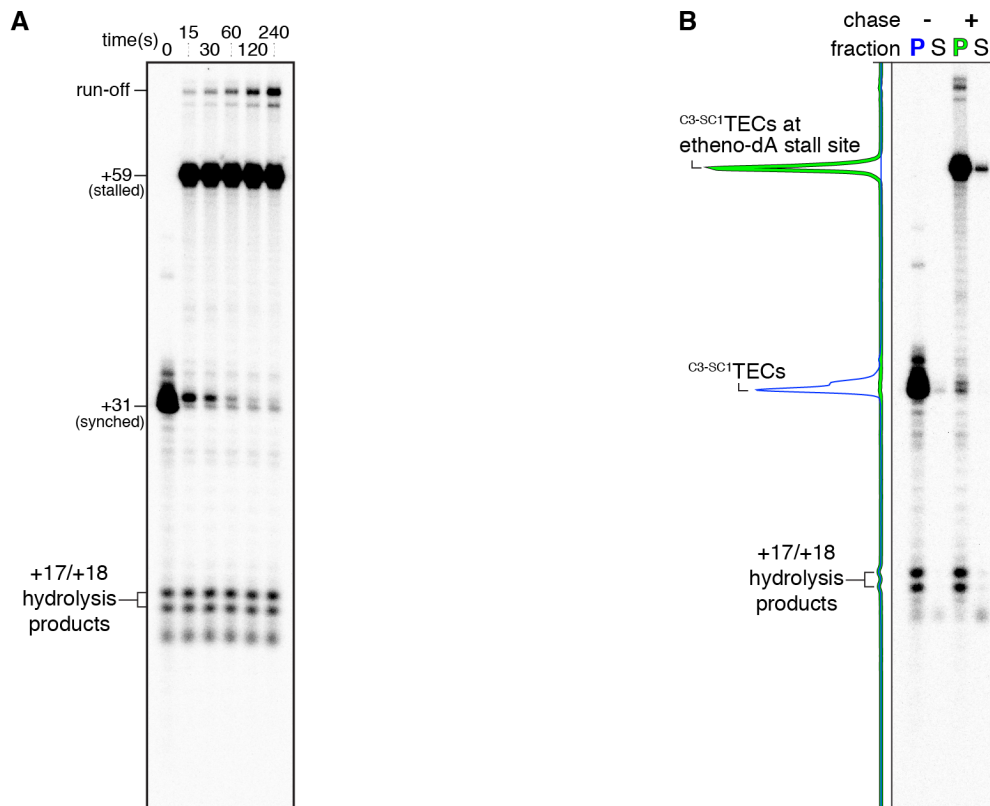 A
time(s)
0 15 30 60 120 240
run-off
+59
(stalled)
+31
(synched)
+17/+18
hydrolysis
products
B
chase - +
fraction P S P S
C3-SC1TECs at
etheno-dA stall site
C3-SC1TECs
+17/+18
hydrolysis
products